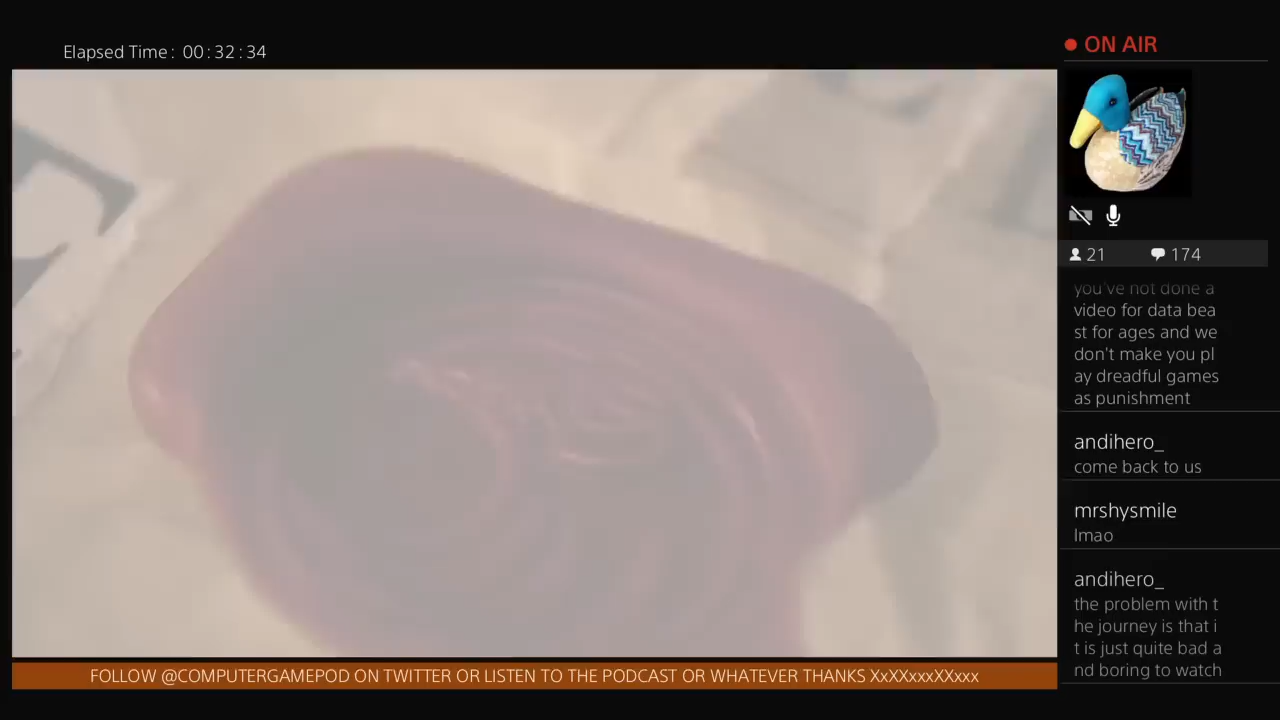 Elapsed Time: 00:32:34
ON AIR
21
174
you've not done a
video for data bea
st for ages and we
don't make you pl
ay dreadful games
as punishment
andihero_
come back to us
mrshysmile
lmao
andihero_
the problem with t
he journey is that i
t is just quite bad a
nd boring to watch
FOLLOW @COMPUTERGAMEPOD ON TWITTER OR LISTEN TO THE PODCAST OR WHATEVER THANKS XxXXxxxXXxxx